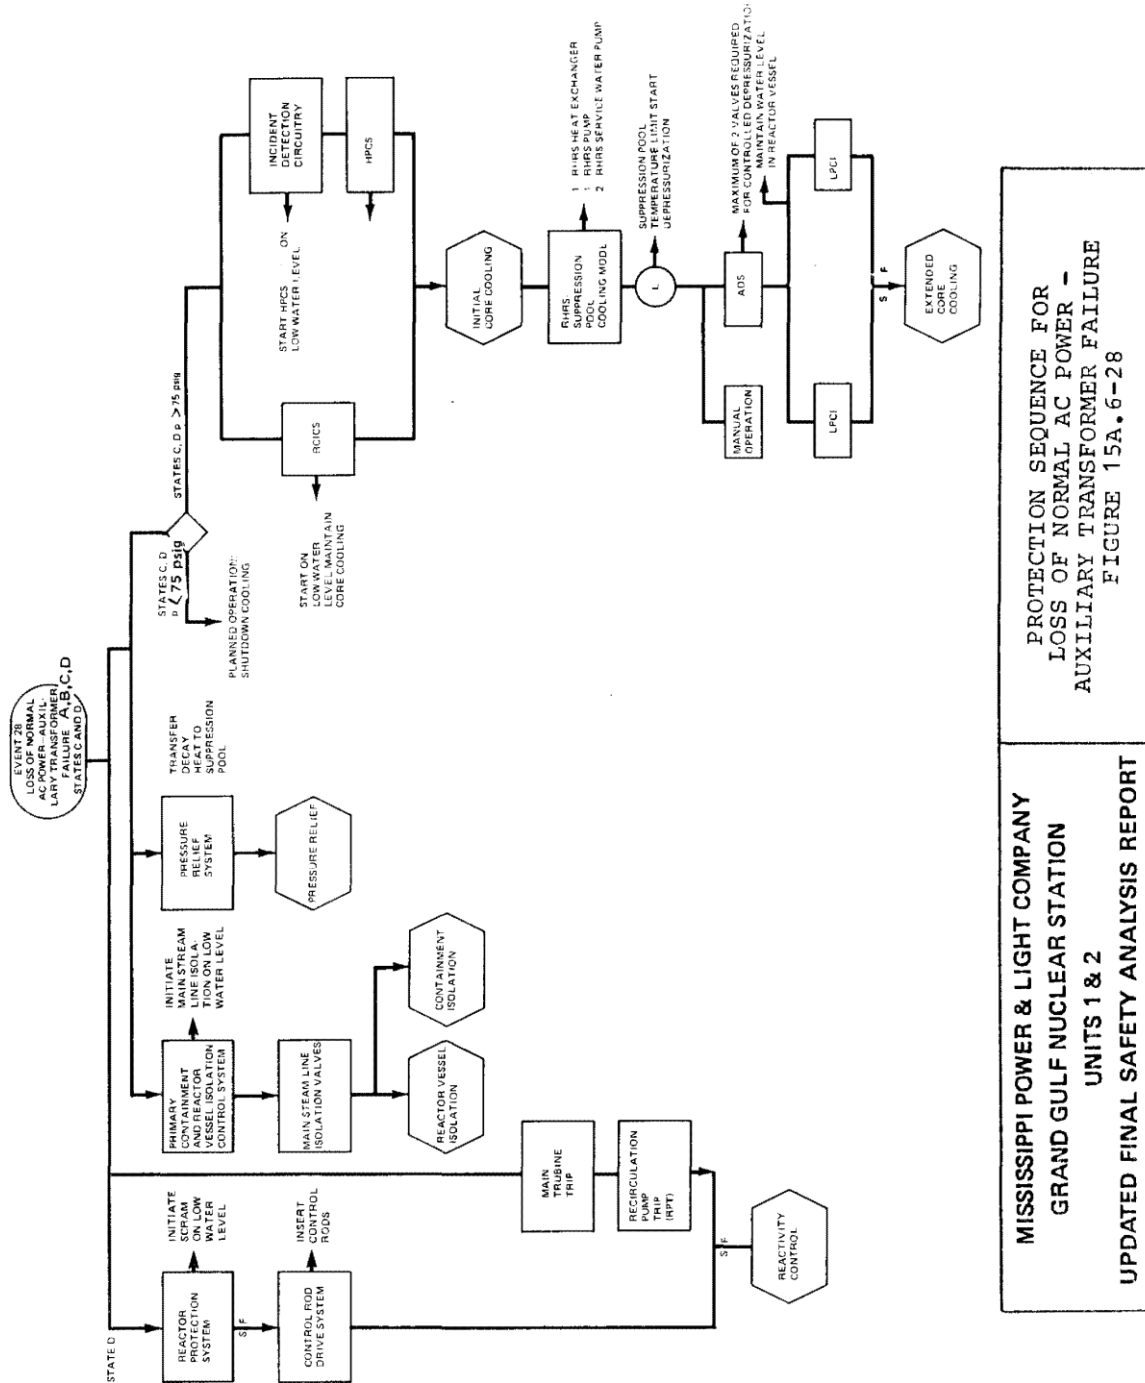 EVENT 28
LOSS OF NORMAL
AC POWER - AUXIL-
LARY TRANSFORMER
FAILURE A,B,C,D
STATES C AND D
STATE D
REACTOR
PROTECTION
SYSTEM
INITIATE
SCRAM
ON LOW
WATER
LEVEL
S F
CONTROL ROD
DRIVE SYSTEM
INSERT
CONTROL
RODS
MAIN
TRUBINE
TRIP
RECIRCULATION
PUMP
TRIP
(RPT)
S F
REACTIVITY
CONTROL
PHIMARY
CONTAINMENT
AND REACTOR
VESSEL ISOLATION
CONTROL SYSTEM
INITIATE
MAIN STREAM
LINE ISOLA-
TION ON LOW
WATER LEVEL
MAIN STEAM LINE
ISOLATION VALVES
REACTOR VESSEL
ISOLATION
CONTAINMENT
ISOLATION
PRESSURE
RELIEF
SYSTEM
TRANSFER
DECAY
HEAT TO
SUPPRESSION
POOL
PRESSURE RELIEF
STATES C, D
P < 75 psig
PLANNED OPERATION:
SHUTDOWN COOLING
STATES C, D p > 75 psig
RCICS
START ON
LOW WATER
LEVEL MAINTAIN
CORE COOLING
INCIDENT
DETECTION
CIRCUITRY
START HPCS ON
LOW WATER LEVEL
HPCS
INITIAL
CORE COOLING
RHRS
SUPPRESSION
POOL
COOLING MODE
1 RHRS HEAT EXCHANGER
1 RHRS PUMP
2 RHRS SERVICE WATER PUMP
L
SUPPRESSION POOL
TEMPERATURE LIMIT START
DEPRESSURIZATION
MANUAL
OPERATION
ADS
MAXIMUM OF 2 VALVES REQUIRED
FOR CONTROLLED DEPRESSURIZATIO
MAINTAIN WATER LEVEL
IN REACTOR VESSEL
LPCI
LPCI
S F
EXTENDED
CORE
COOLING
MISSISSIPPI POWER & LIGHT COMPANY
GRAND GULF NUCLEAR STATION
UNITS 1 & 2
UPDATED FINAL SAFETY ANALYSIS REPORT
PROTECTION SEQUENCE FOR
LOSS OF NORMAL AC POWER -
AUXILIARY TRANSFORMER FAILURE
FIGURE 15A.6-28